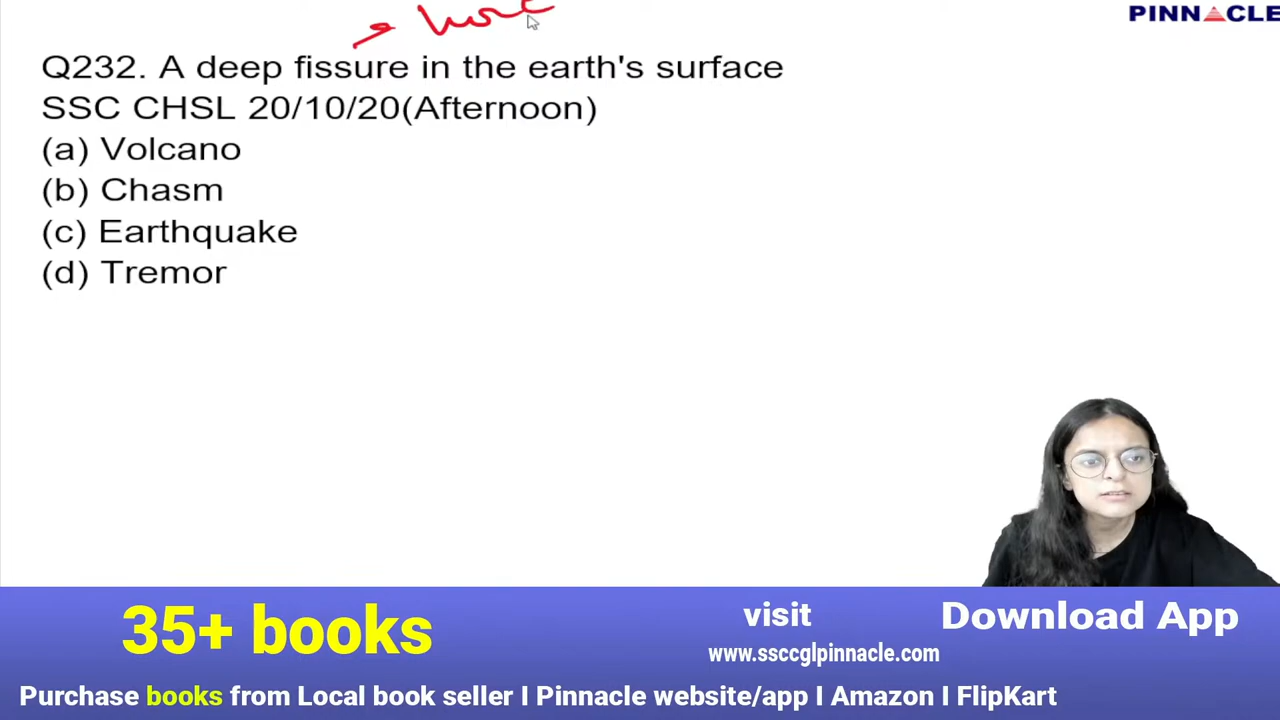 PINNACLE
Q232. A deep fissure in the earth's surface
SSC CHSL 20/10/20(Afternoon)
(a) Volcano
(b) Chasm
(c) Earthquake
(d) Tremor
35+ books
visit
www.ssccglpinnacle.com
Download App
Purchase books from Local book seller I Pinnacle website/app I Amazon I FlipKart